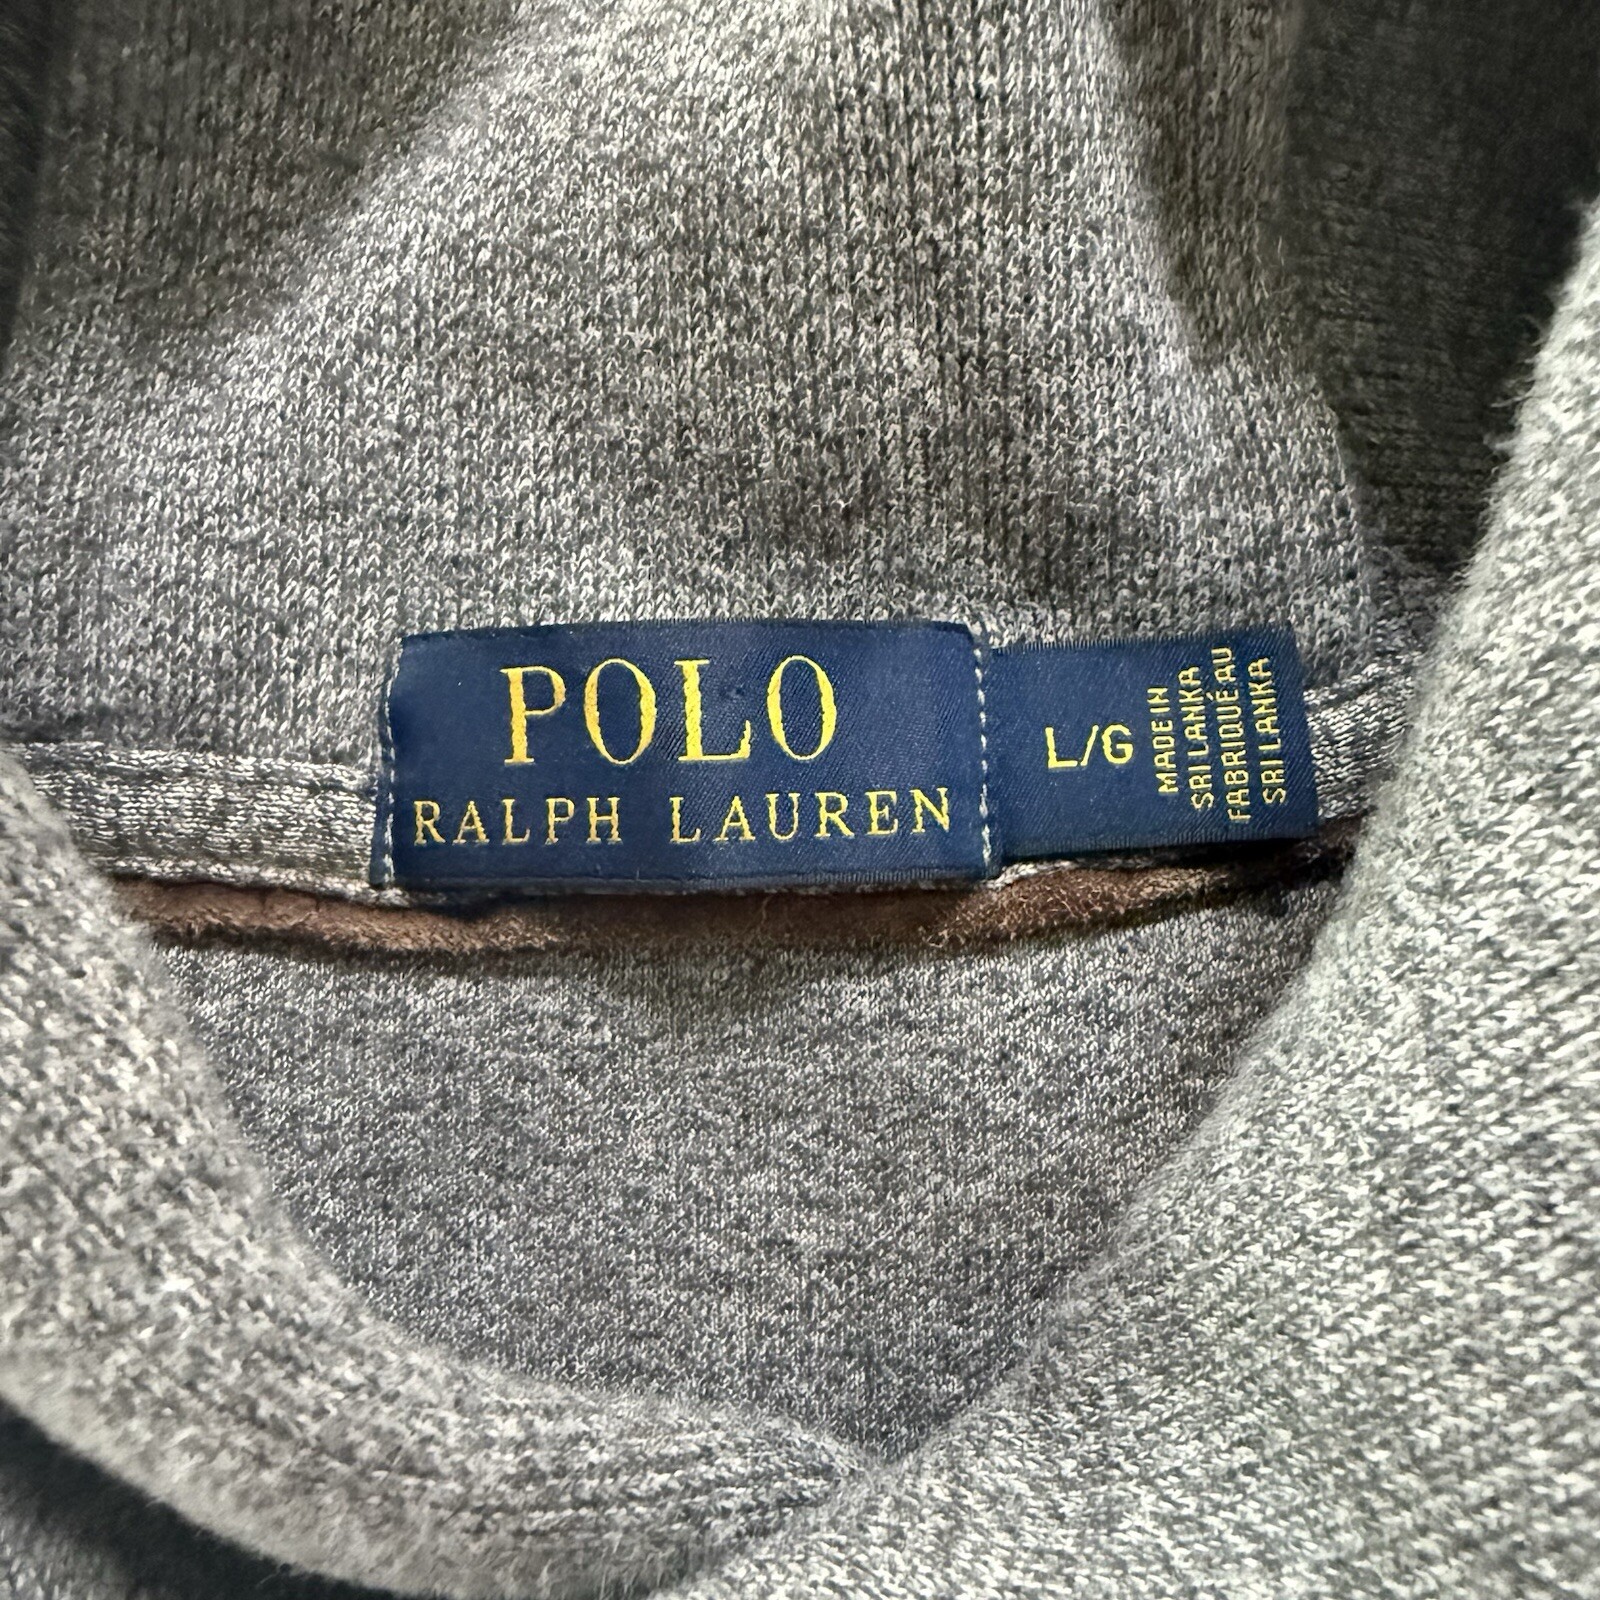 POLO
RALPH LAUREN
L/G
MADE IN
SRI LANKA
FABRIQUÉ AU
SRI LANKA